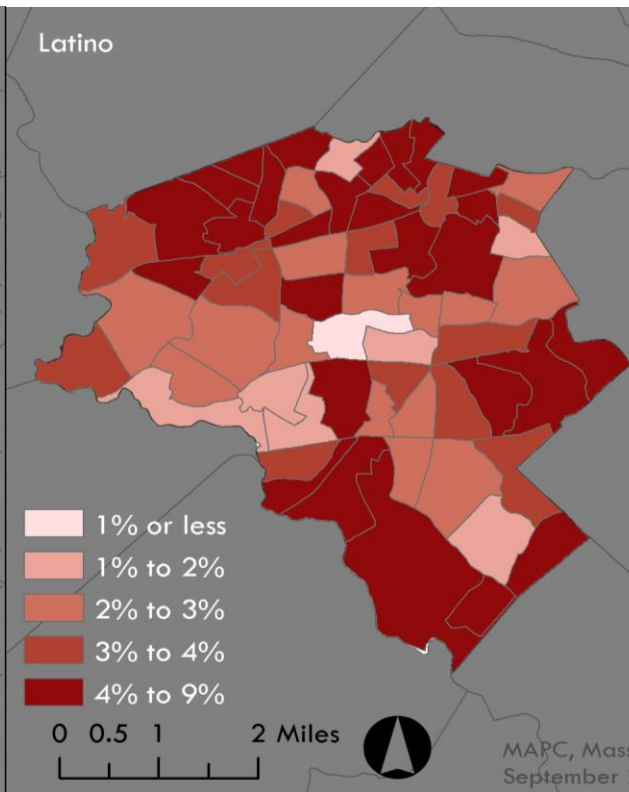 Latino
1% or less
1% to 2%
2% to 3%
3% to 4%
4% to 9%
0 0.5 1 2 Miles
MAPC, Mass
September